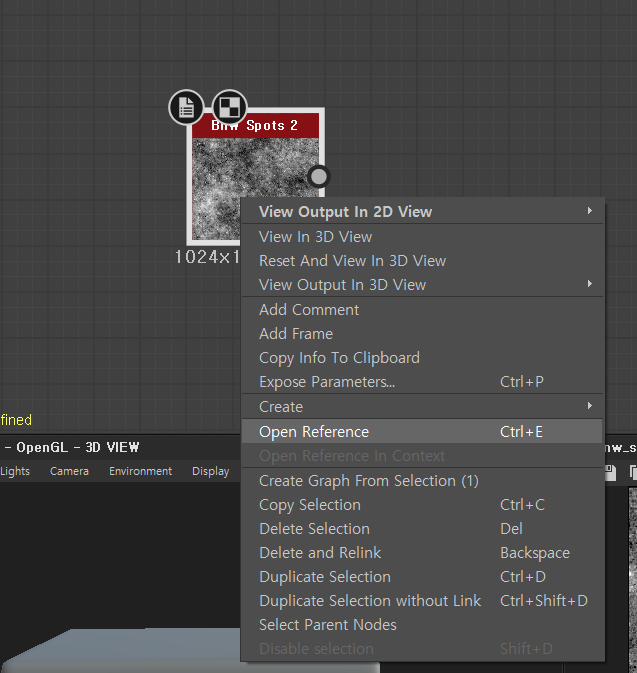 BnW Spots 2
1024x1
View Output In 2D View
View In 3D View
Reset And View In 3D View
View Output In 3D View
Add Comment
Add Frame
Copy Info To Clipboard
Expose Parameters... Ctrl+P
Create
fined
Open Reference Ctrl+E
- OpenGL - 3D VIEW
nw_s
Open Reference In Context
Lights Camera Environment Display
Create Graph From Selection (1)
Copy Selection Ctrl+C
Delete Selection Del
Delete and Relink Backspace
Duplicate Selection Ctrl+D
Duplicate Selection without Link Ctrl+Shift+D
Select Parent Nodes
Disable selection Shift+D